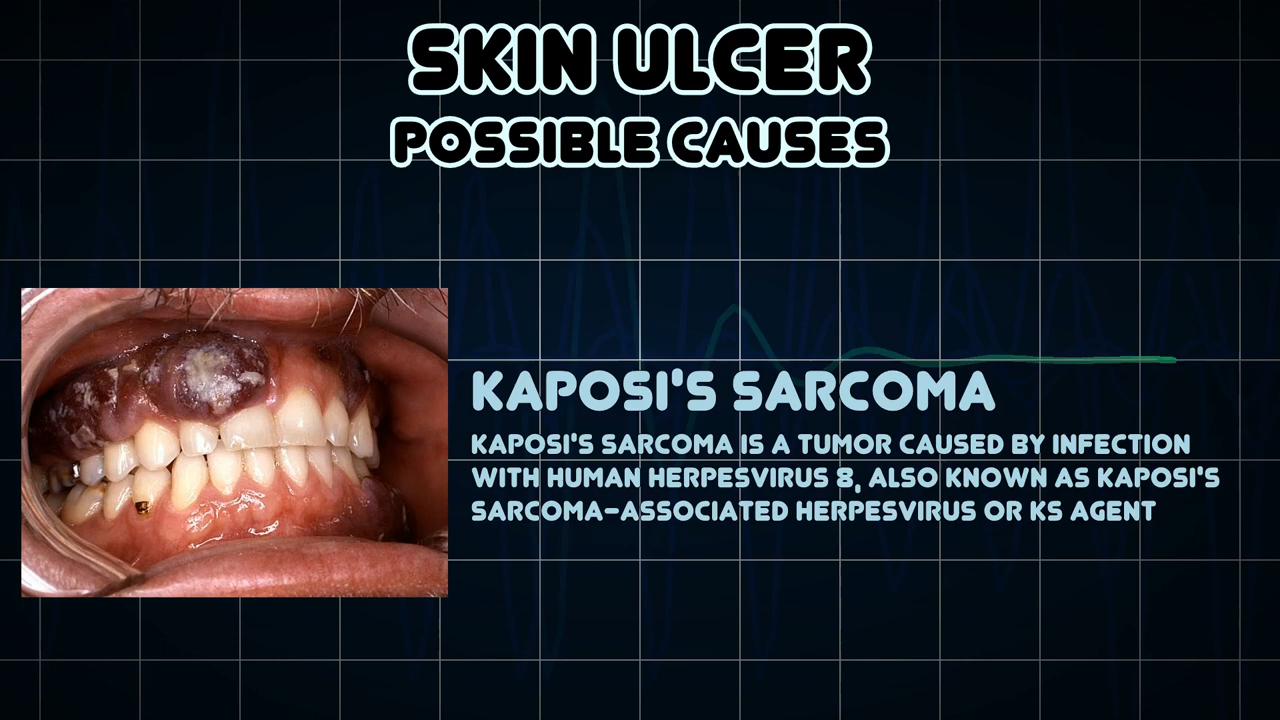 SKIN ULCER
POSSIBLE CAUSES
KAPOSI'S SARCOMA
KAPOSI'S SARCOMA IS A TUMOR CAUSED BY INFECTION
WITH HUMAN HERPESVIRUS 8, ALSO KNOWN AS KAPOSI'S
SARCOMA-ASSOCIATED HERPESVIRUS OR KS AGENT